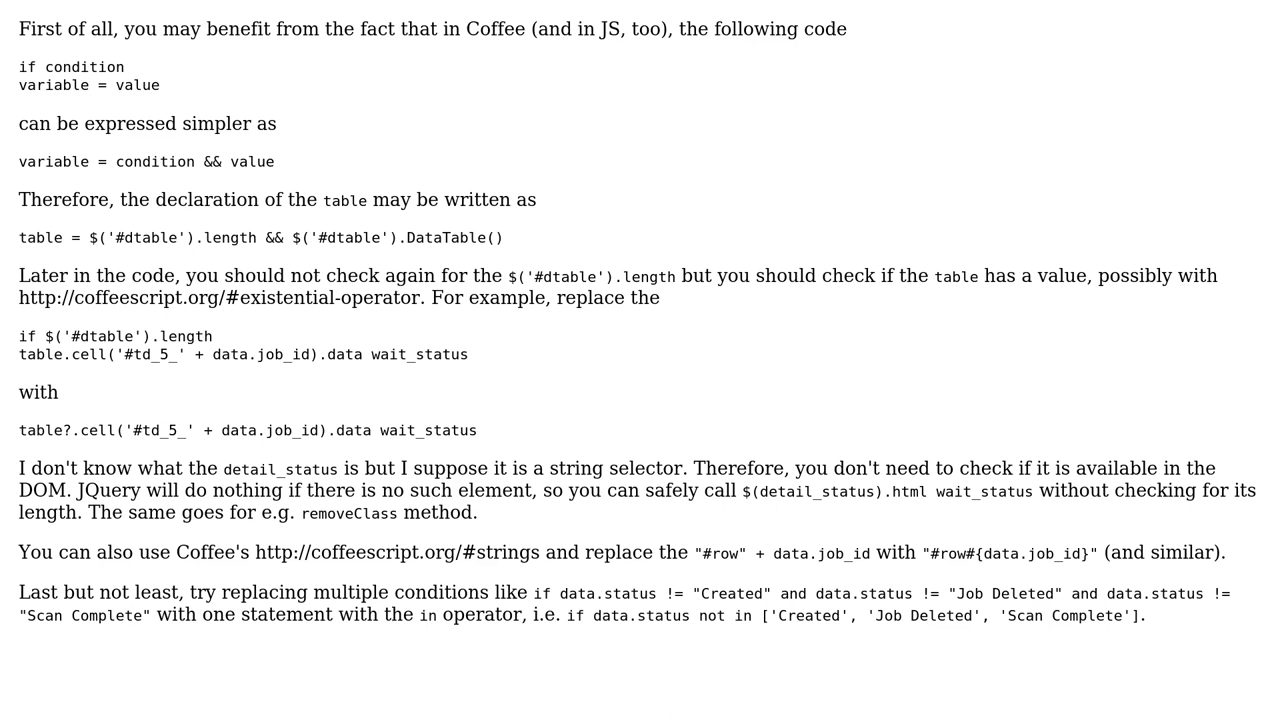 First of all, you may benefit from the fact that in Coffee (and in JS, too), the following code
if condition
variable = value
can be expressed simpler as
variable = condition && value
Therefore, the declaration of the table may be written as
table = $('#dtable').length && $('#dtable').DataTable()
Later in the code, you should not check again for the $('#dtable').length but you should check if the table has a value, possibly with
http://coffeescript.org/#existential-operator. For example, replace the
if $('#dtable').length
table.cell('#td_5_' + data.job_id).data wait_status
with
table?.cell('#td_5_' + data.job_id).data wait_status
I don't know what the detail_status is but I suppose it is a string selector. Therefore, you don't need to check if it is available in the
DOM. JQuery will do nothing if there is no such element, so you can safely call $(detail_status).html wait_status without checking for its
length. The same goes for e.g. removeClass method.
You can also use Coffee's http://coffeescript.org/#strings and replace the "#row" + data.job_id with "#row#{data.job_id}" (and similar).
Last but not least, try replacing multiple conditions like if data.status != "Created" and data.status != "Job Deleted" and data.status !=
"Scan Complete" with one statement with the in operator, i.e. if data.status not in ['Created', 'Job Deleted', 'Scan Complete'].